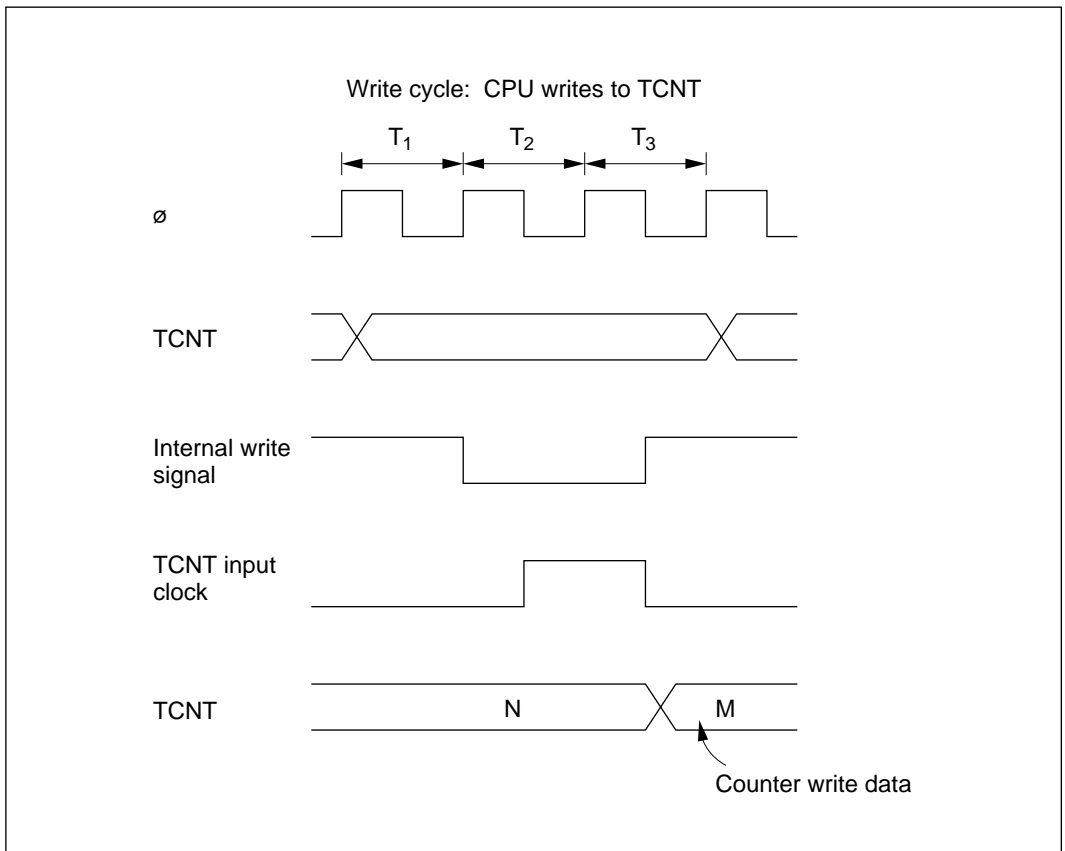 Write cycle: CPU writes to TCNT
T1 T2 T3
ø
TCNT
Internal write
signal
TCNT input
clock
TCNT
N M
Counter write data